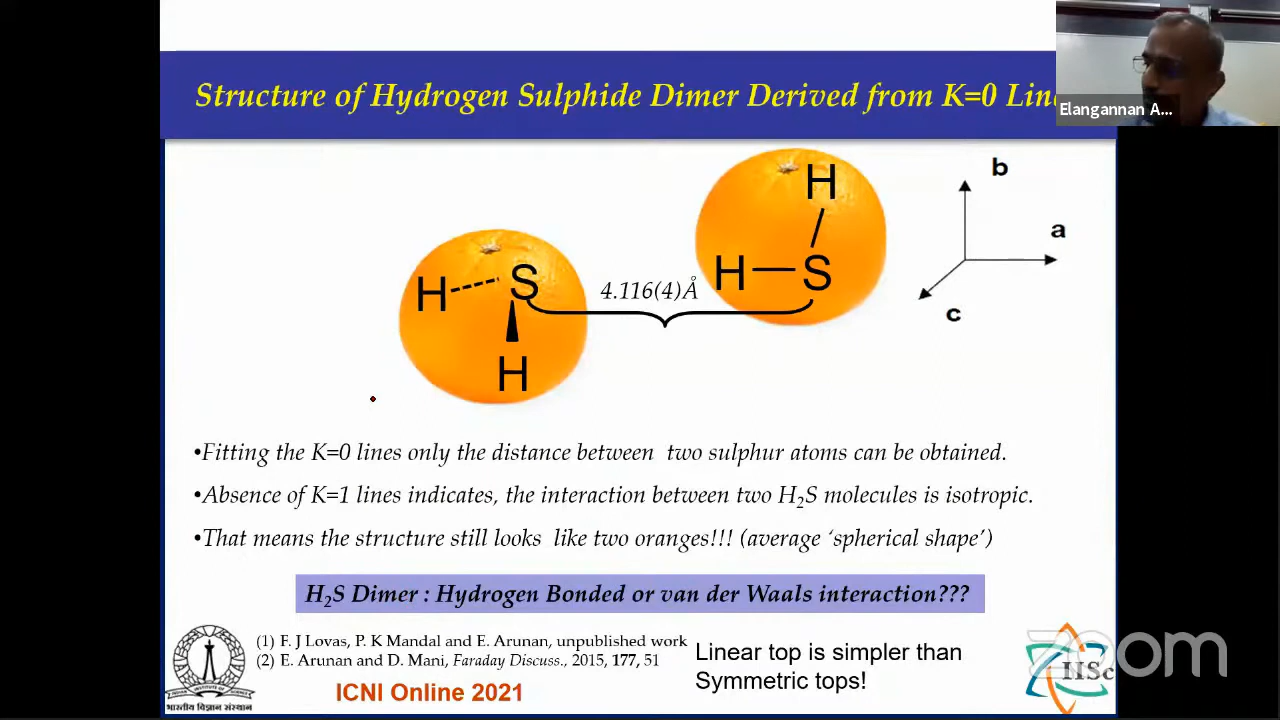 Structure of Hydrogen Sulphide Dimer Derived from K=0
Elangannan A...
H
b
H
S
4.116(4)Å
H
S
a
H
c
•Fitting the K=0 lines only the distance between two sulphur atoms can be obtained.
•Absence of K=1 lines indicates, the interaction between two H₂S molecules is isotropic.
•That means the structure still looks like two oranges!!! (average ‘spherical shape’)
H₂S Dimer : Hydrogen Bonded or van der Waals interaction???
(1) F. J Lovas, P. K Mandal and E. Arunan, unpublished work
(2) E. Arunan and D. Mani, Faraday Discuss., 2015, 177, 51
Linear top is simpler than
Symmetric tops!
ICNI Online 2021
भारतीय विज्ञान संस्थान
IISc
zoom